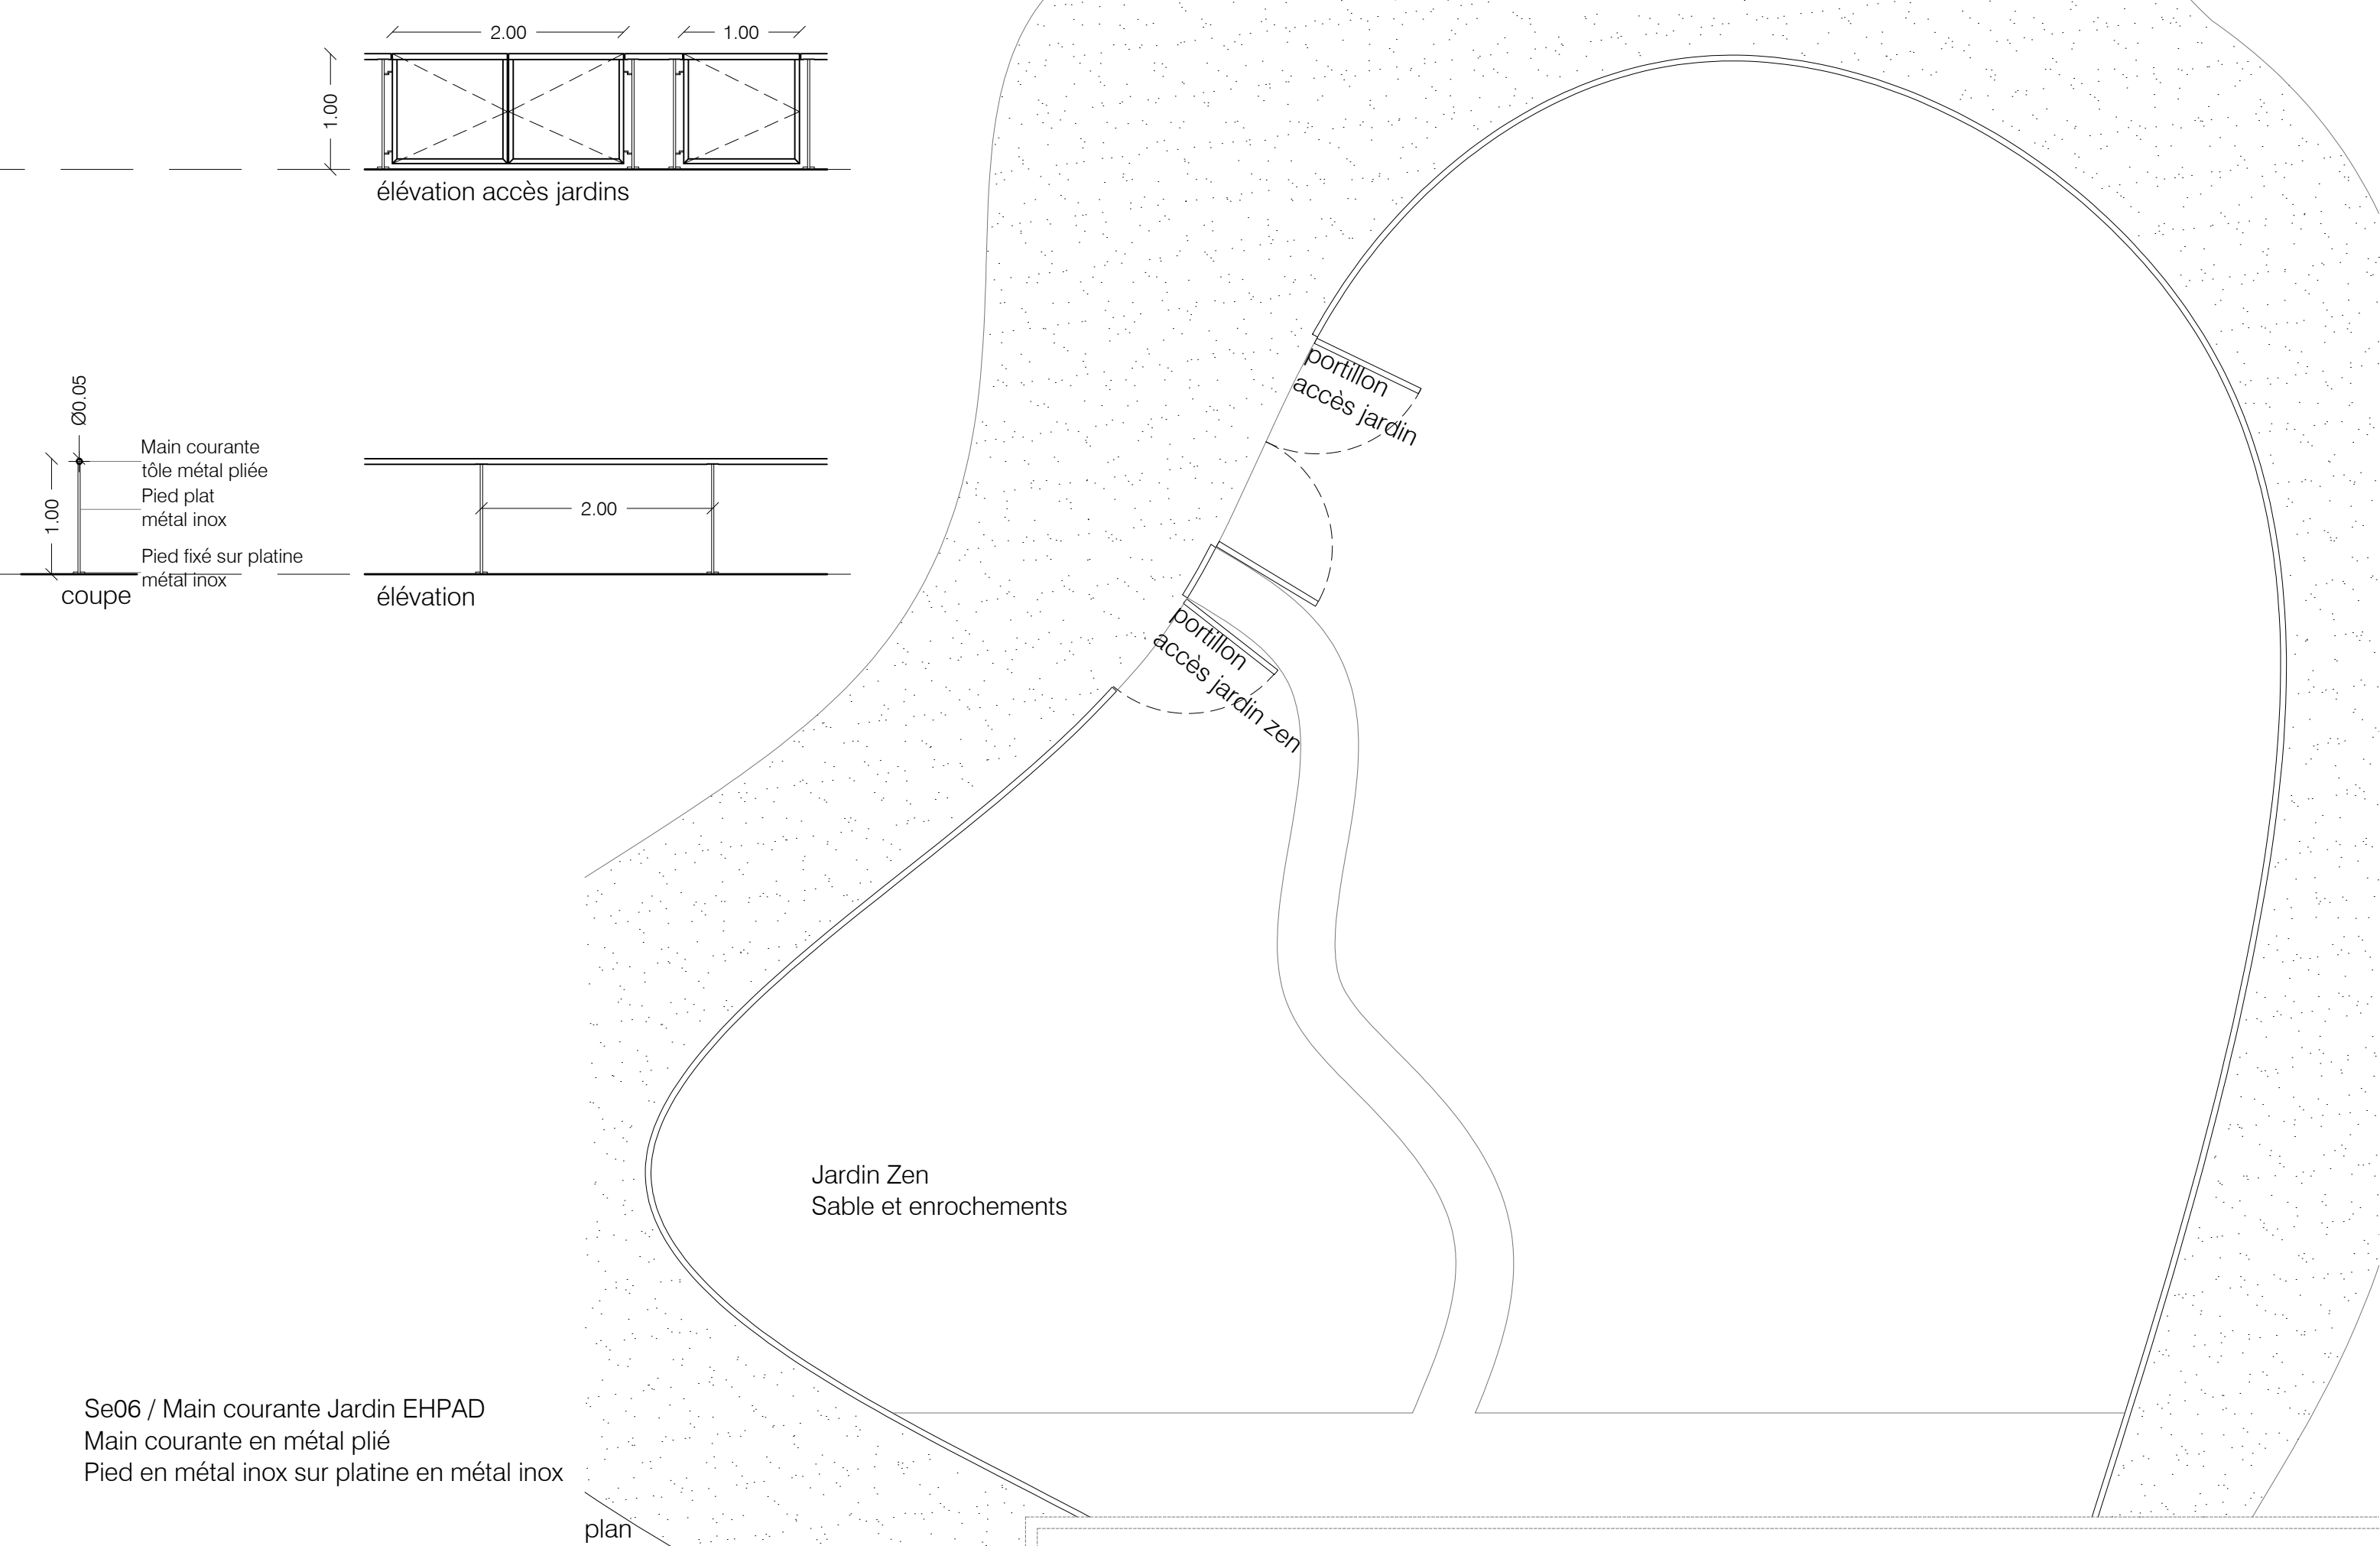 2.00
1.00
1.00
élévation accès jardins
Ø0.05
1.00
Main courante
tôle métal pliée
Pied plat
métal inox
Pied fixé sur platine
métal inox
coupe
2.00
élévation
portillon
accès jardin
portillon
accès jardin zen
Jardin Zen
Sable et enrochements
Se06 / Main courante Jardin EHPAD
Main courante en métal plié
Pied en métal inox sur platine en métal inox
plan